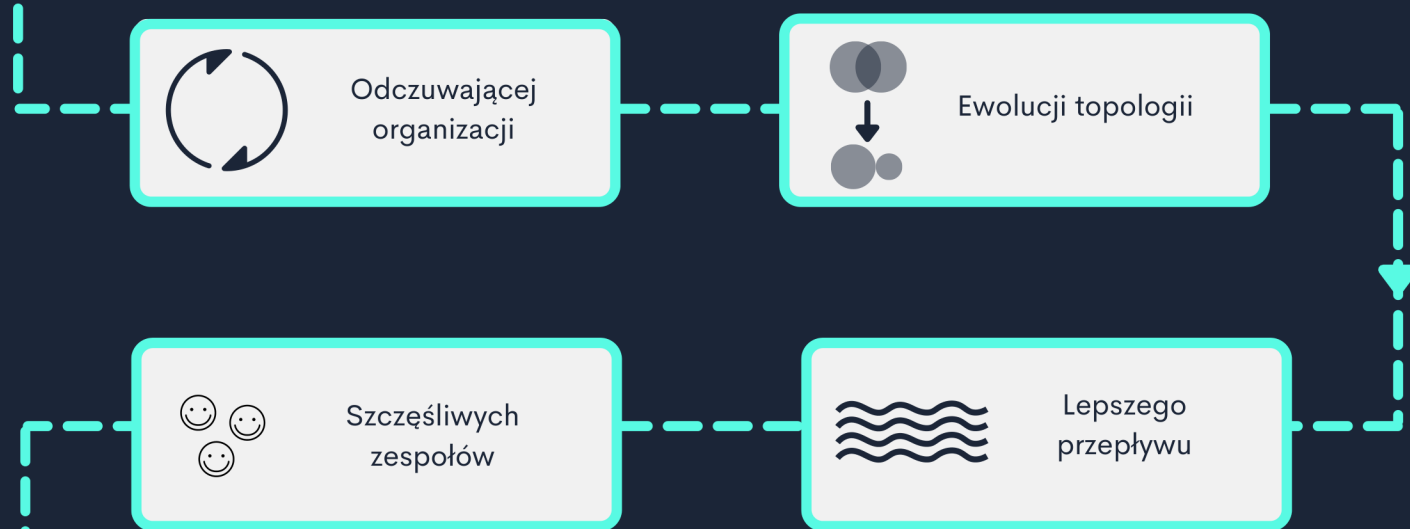 Odczuwającej
organizacji
Ewolucji topologii
Lepszego
przepływu
Szczęśliwych
zespołów